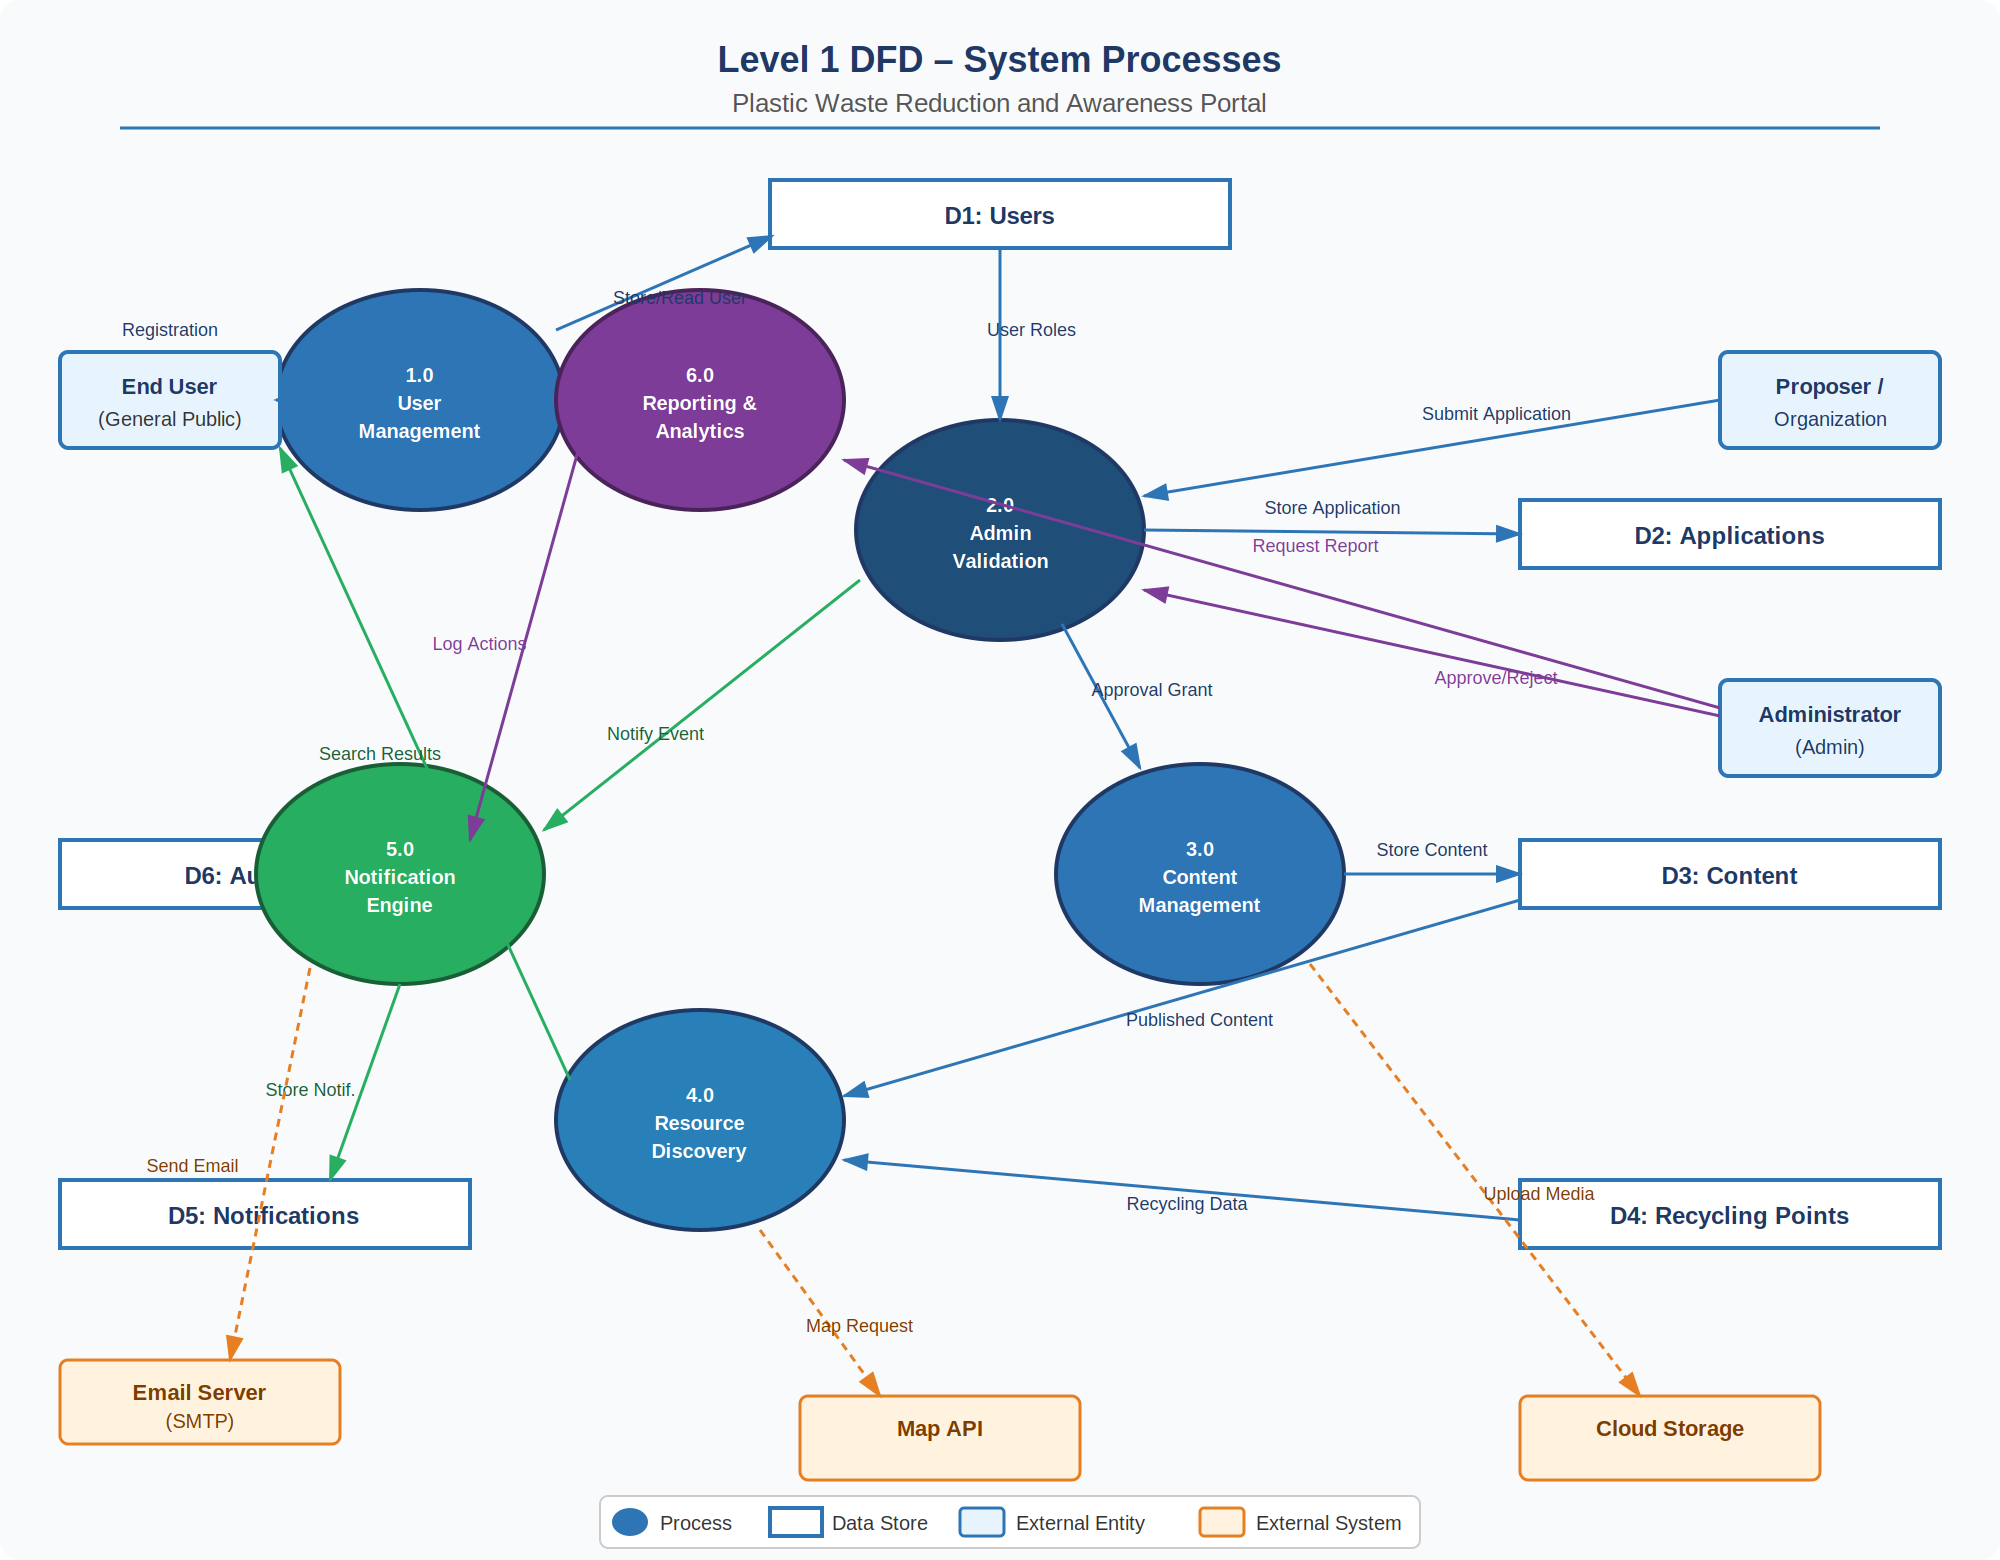 Level 1 DFD – System Processes
Plastic Waste Reduction and Awareness Portal
D1: Users
Store/Read User
Registration
User Roles
End User
(General Public)
1.0
User
Management
6.0
Reporting &
Analytics
Proposer /
Organization
Submit Application
2.0
Admin
Validation
Store Application
Request Report
D2: Applications
Log Actions
Approve/Reject
Approval Grant
Administrator
(Admin)
Notify Event
Search Results
D6:
5.0
Notification
Engine
3.0
Content
Management
Store Content
D3: Content
Published Content
Store Notif.
4.0
Resource
Discovery
Send Email
D5: Notifications
Recycling Data
Upload Media
D4: Recycling Points
Map Request
Email Server
(SMTP)
Map API
Cloud Storage
Process
Data Store
External Entity
External System